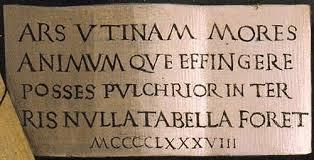 ARS VTINAM MORES
ANIMVM QVE EFFINGERE
POSSES PVLCHRIOR IN TER
RIS NVLLA TABELLA FORET
MCCCCLXXXVIII